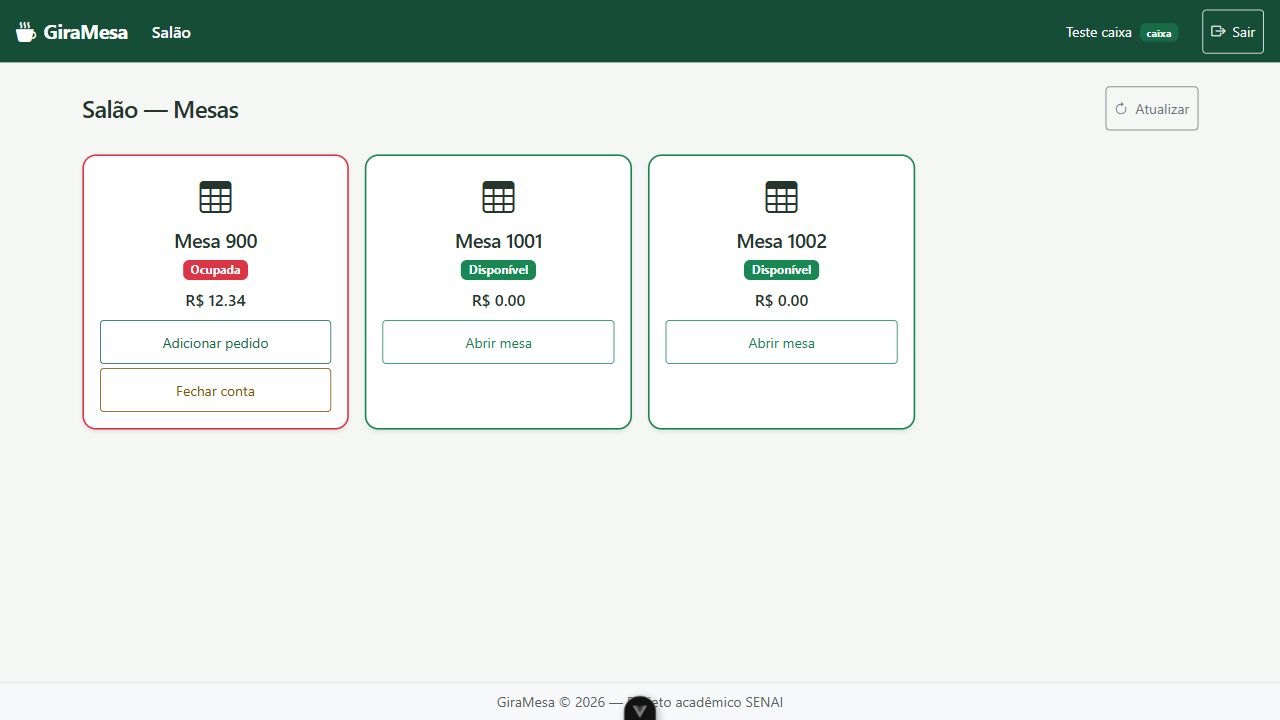 GiraMesa Salão Teste caixa caixa Sair
Salão — Mesas Atualizar
Mesa 900
Ocupada
R$ 12.34
Adicionar pedido
Fechar conta
Mesa 1001
Disponível
R$ 0.00
Abrir mesa
Mesa 1002
Disponível
R$ 0.00
Abrir mesa
GiraMesa © 2026 — acadêmico SENAI